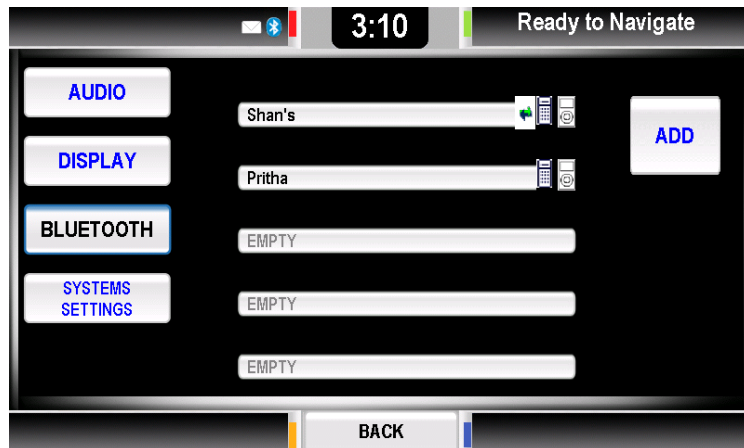 3:10
Ready to Navigate
AUDIO
DISPLAY
BLUETOOTH
SYSTEMS
SETTINGS
Shan's
Pritha
EMPTY
EMPTY
EMPTY
ADD
BACK